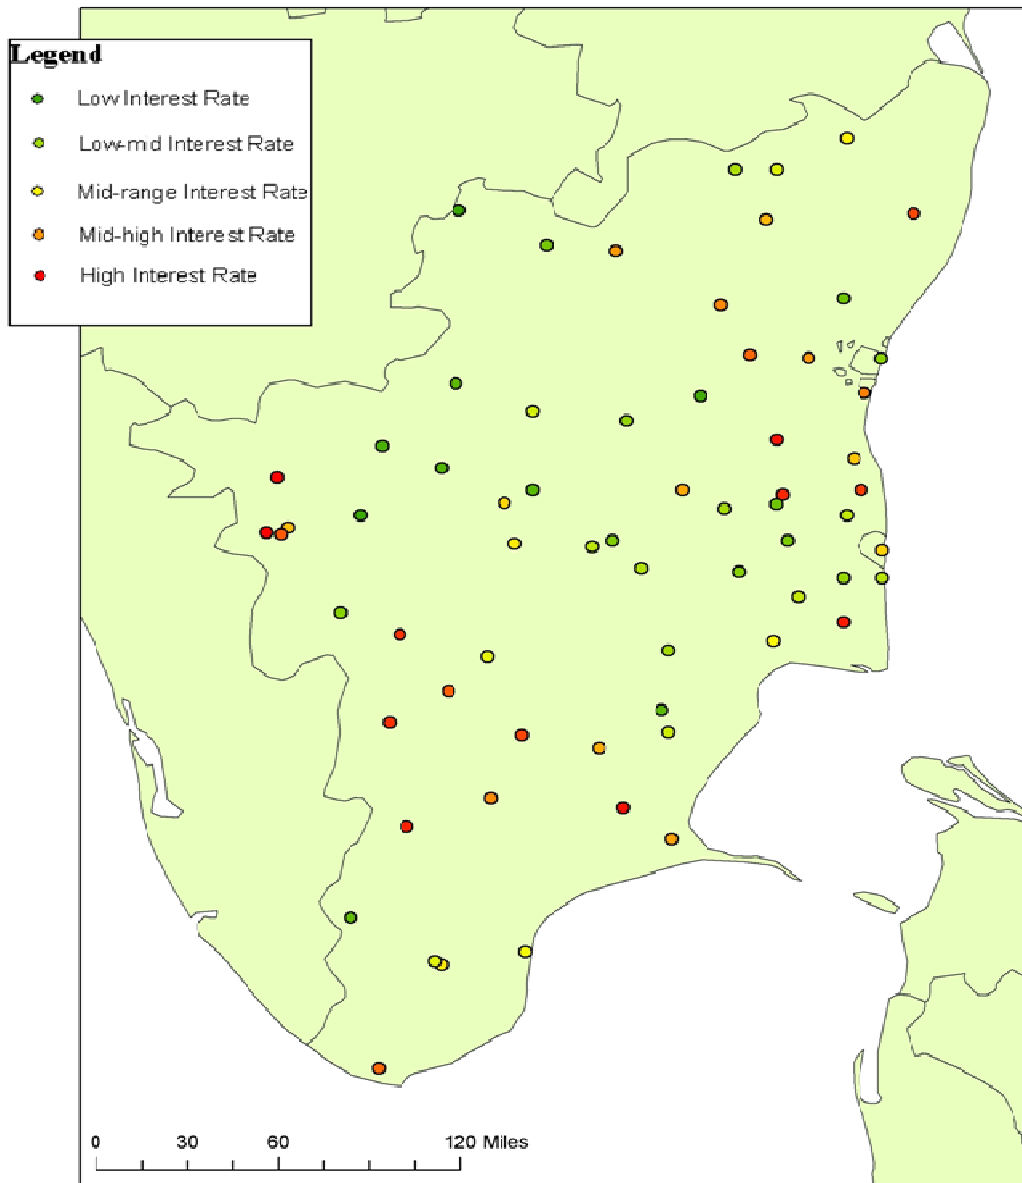 Legend
Low Interest Rate
Low-mid Interest Rate
Mid-range Interest Rate
Mid-high Interest Rate
High Interest Rate
0 30 60 120 Miles